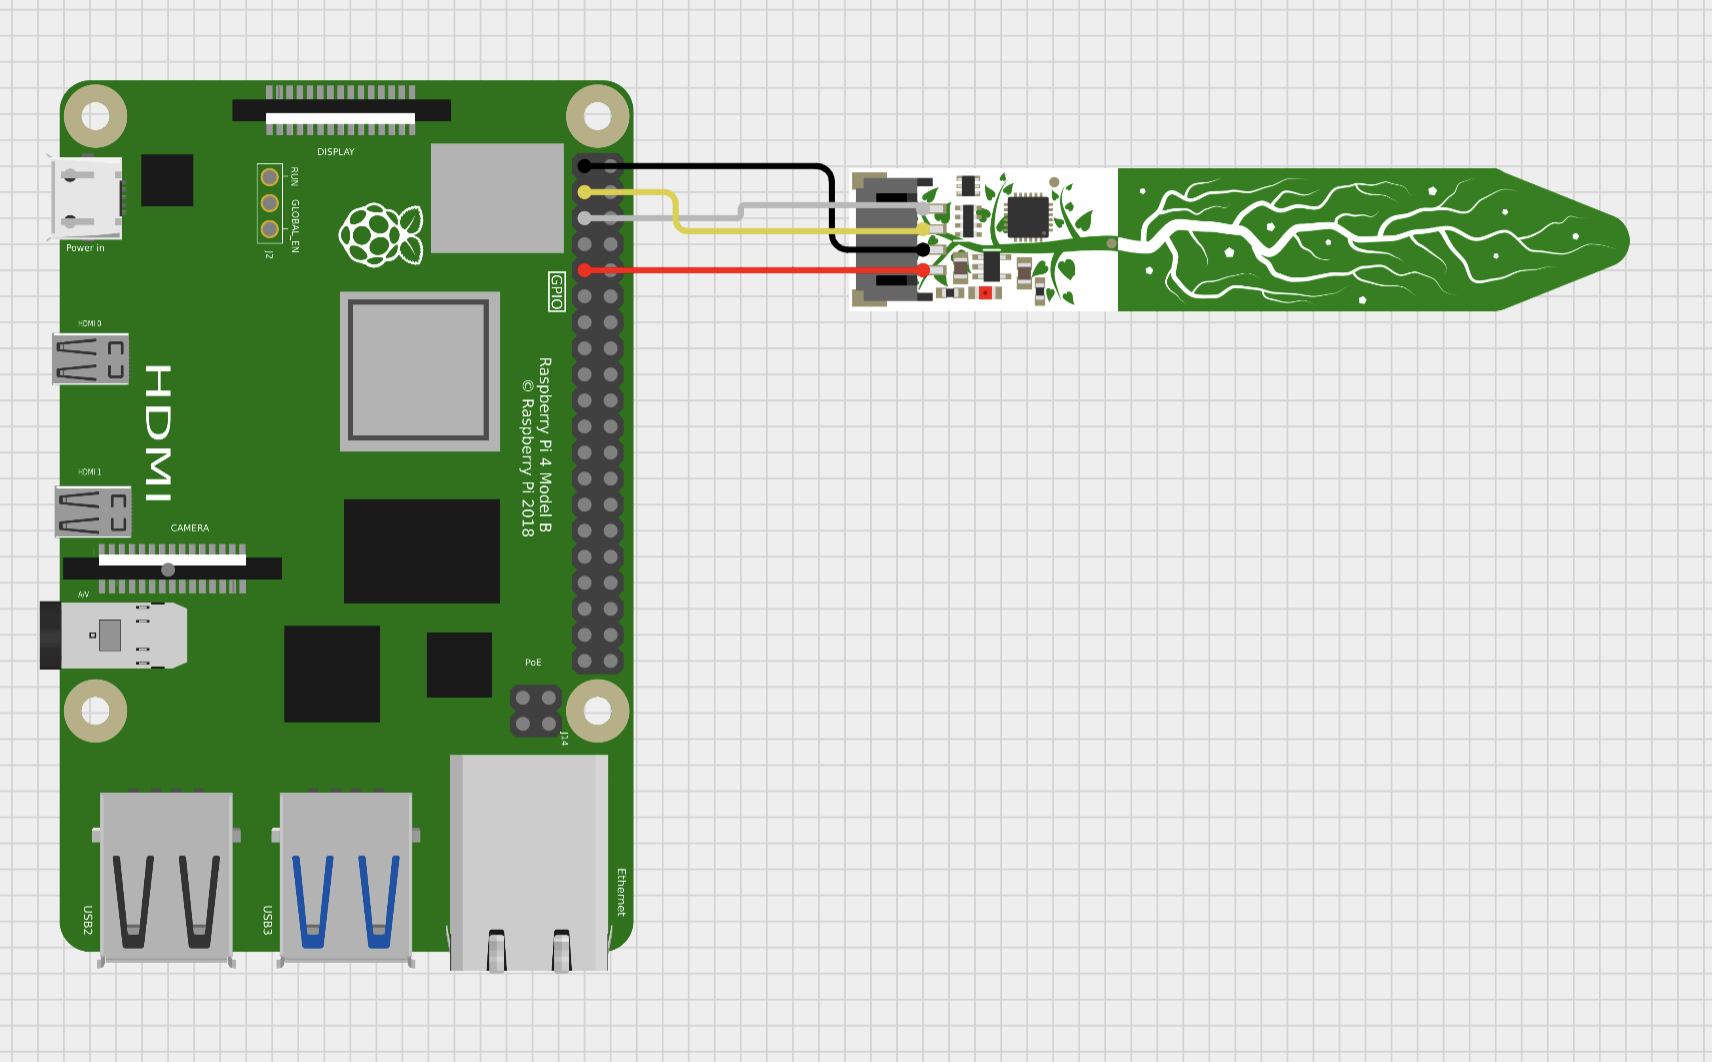 DISPLAY
RUN
GLOBAL_EN
J2
Power in
GPIO
HDMI 0
HDMI
Raspberry Pi 4 Model B
© Raspberry Pi 2018
HDMI 1
CAMERA
A/V
PoE
J14
USB2
USB3
Ethernet